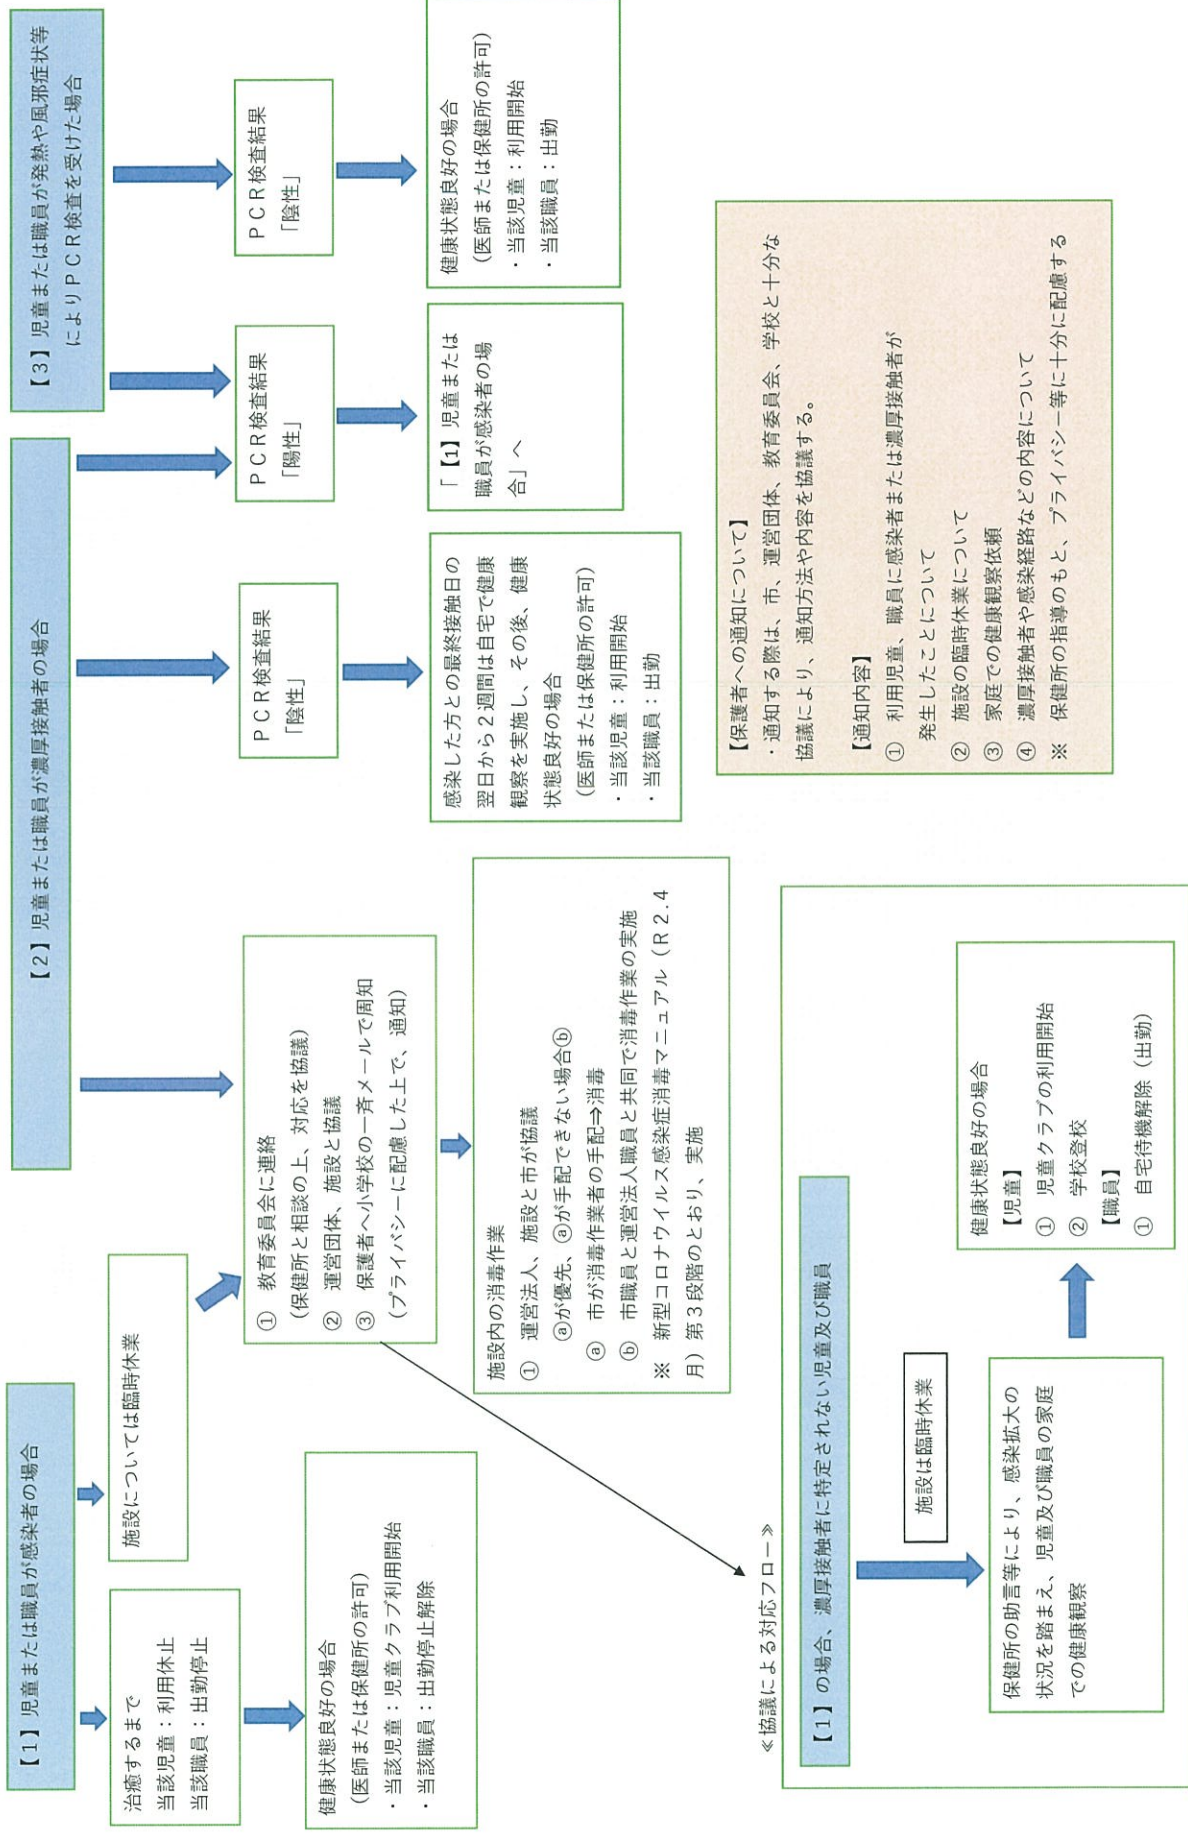 【1】児童または職員が感染者の場合
治癒するまで
当該児童：利用休止
当該職員：出勤停止
健康状態良好の場合
（医師または保健所の許可）
・当該児童：児童クラブ利用開始
・当該職員：出勤停止解除
施設については臨時休業
【2】児童または職員が濃厚接触者の場合
① 教育委員会に連絡
（保健所と相談の上、対応を協議）
② 運営団体、施設と協議
③ 保護者へ小学校の一斉メールで周知
（プライバシーに配慮した上で、通知）
施設内の消毒作業
① 運営法人、施設と市が協議
ⓐが優先、ⓐが手配できない場合ⓑ
ⓐ 市が消毒作業者の手配⇒消毒
ⓑ 市職員と運営法人職員と共同で消毒作業の実施
※ 新型コロナウイルス感染症消毒マニュアル（R２.４
月）第３段階のとおり、実施
ＰＣＲ検査結果
「陰性」
感染した方との最終接触日の
翌日から２週間は自宅で健康
観察を実施し、その後、健康
状態良好の場合
（医師または保健所の許可）
・当該児童：利用開始
・当該職員：出勤
ＰＣＲ検査結果
「陽性」
「【1】児童または
職員が感染者の場
合」へ
【3】児童または職員が発熱や風邪症状等
によりＰＣＲ検査を受けた場合
ＰＣＲ検査結果
「陰性」
健康状態良好の場合
（医師または保健所の許可）
・当該児童：利用開始
・当該職員：出勤
≪協議による対応フロー≫
【1】の場合、濃厚接触者に特定されない児童及び職員
施設は臨時休業
保健所の助言等により、感染拡大の
状況を踏まえ、児童及び職員の家庭
での健康観察
健康状態良好の場合
【児童】
① 児童クラブの利用開始
② 学校登校
【職員】
① 自宅待機解除（出勤）
【保護者への通知について】
・通知する際は、市、運営団体、教育委員会、学校と十分な
協議により、通知方法や内容を協議する。
【通知内容】
① 利用児童、職員に感染者または濃厚接触者が
発生したことについて
② 施設の臨時休業について
③ 家庭での健康観察依頼
④ 濃厚接触者や感染経路などの内容について
※ 保健所の指導のもと、プライバシー等に十分に配慮する